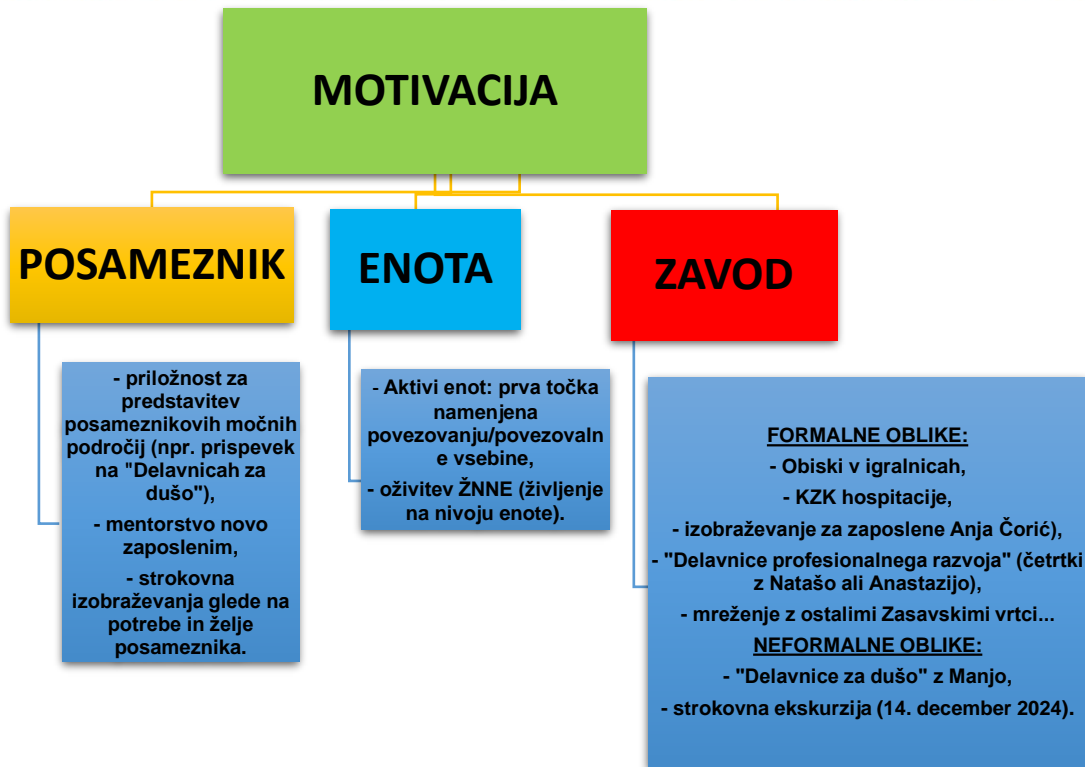 MOTIVACIJA
POSAMEZNIK
- priložnost za
predstavitev
posameznikovih močnih
področij (npr. prispevek
na "Delavnicah za
dušo"),
- mentorstvo novo
zaposlenim,
- strokovna
izobraževanja glede na
potrebe in želje
posameznika.
ENOTA
- Aktivi enot: prva točka
namenjena
povezovanju/povezovaln
e vsebine,
- oživitev ŽNNE (življenje
na nivoju enote).
ZAVOD
FORMALNE OBLIKE:
- Obiski v igralnicah,
- KZK hospitacije,
- izobraževanje za zaposlene Anja Čorić),
- "Delavnice profesionalnega razvoja" (četrtki
z Natašo ali Anastazijo),
- mreženje z ostalimi Zasavskimi vrtci...
NEFORMALNE OBLIKE:
- "Delavnice za dušo" z Manjo,
- strokovna ekskurzija (14. december 2024).